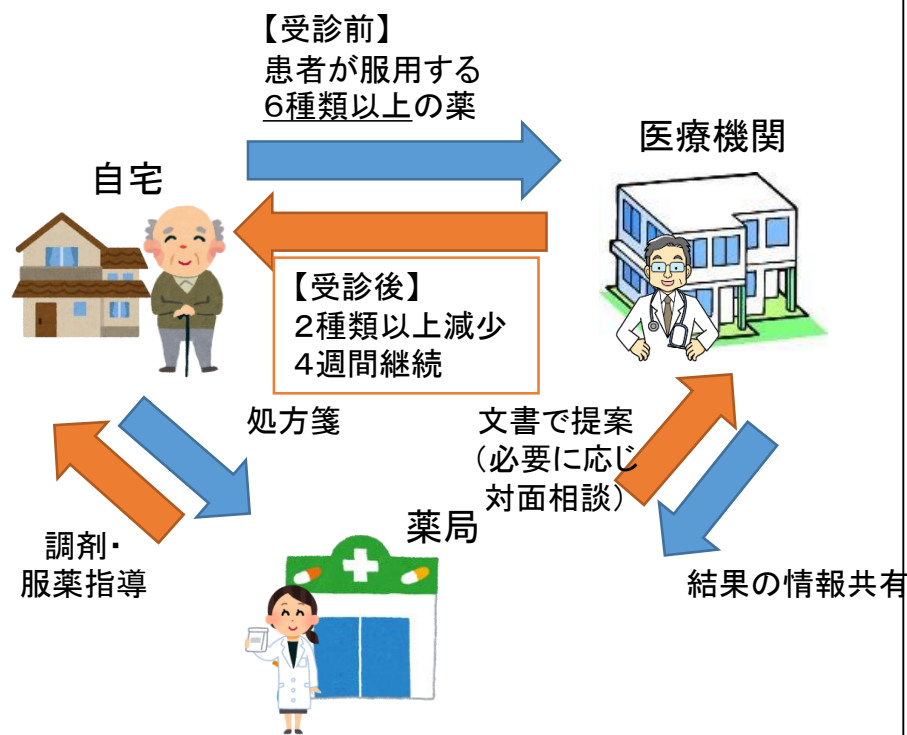 【受診前】
患者が服用する
６種類以上の薬
医療機関
自宅
【受診後】
２種類以上減少
４週間継続
処方箋
文書で提案
（必要に応じ
対面相談）
薬局
調剤・
服薬指導
結果の情報共有